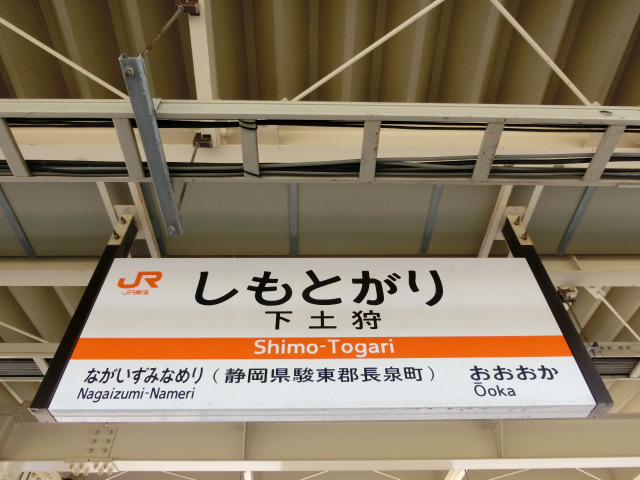 JR
JR東海
しもとがり
下土狩
Shimo-Togari
ながいずみなめり（静岡県駿東郡長泉町） おおおか
Nagaizumi-Nameri Ōoka